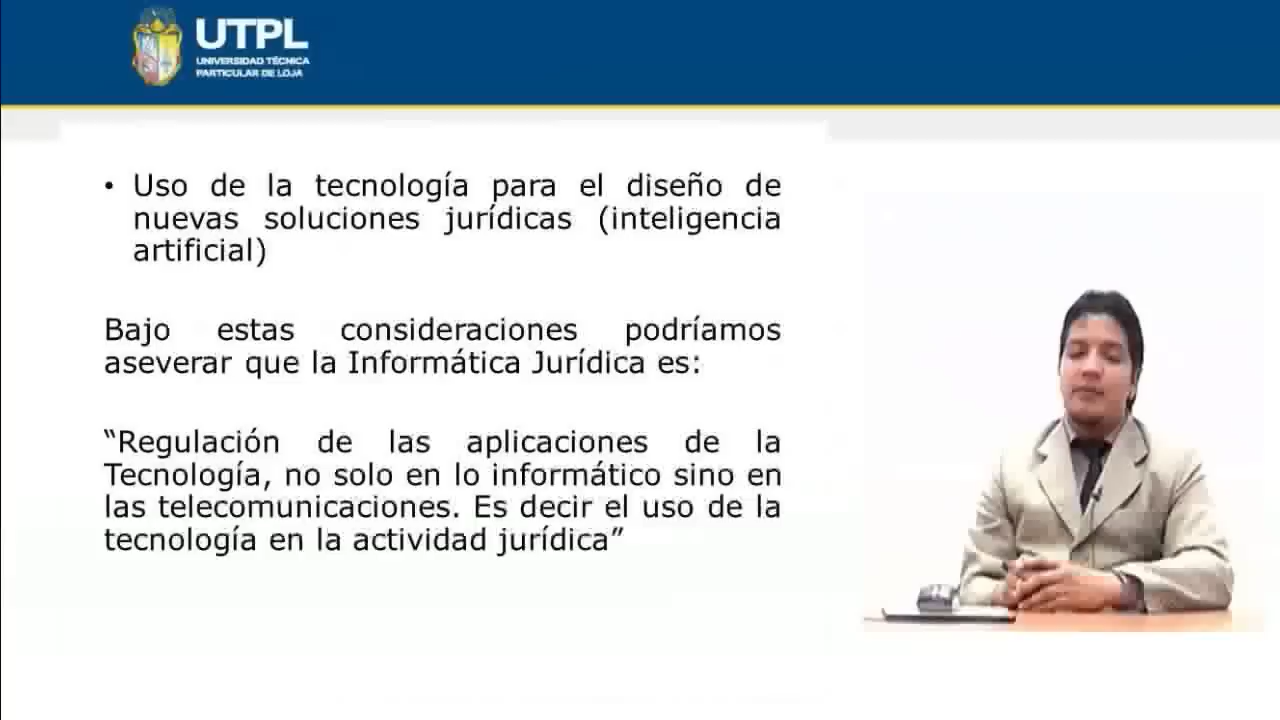 UTPL
UNIVERSIDAD TÉCNICA
PARTICULAR DE LOJA
• Uso de la tecnología para el diseño de
nuevas soluciones jurídicas (inteligencia
artificial)
Bajo estas consideraciones podríamos
aseverar que la Informática Jurídica es:
“Regulación de las aplicaciones de la
Tecnología, no solo en lo informático sino en
las telecomunicaciones. Es decir el uso de la
tecnología en la actividad jurídica”